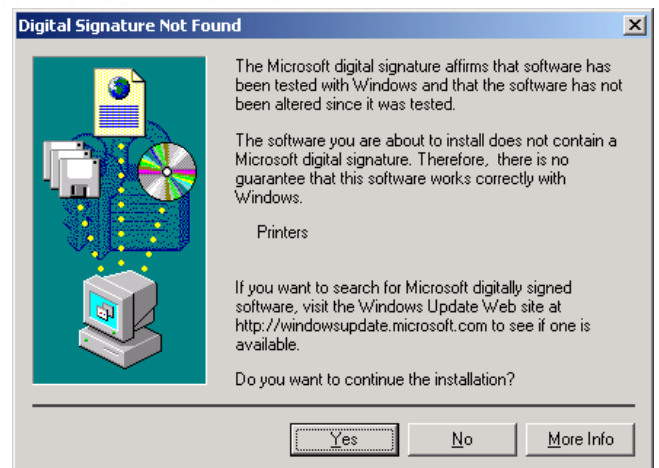 Digital Signature Not Found
The Microsoft digital signature affirms that software has
been tested with Windows and that the software has not
been altered since it was tested.
The software you are about to install does not contain a
Microsoft digital signature. Therefore, there is no
guarantee that this software works correctly with
Windows.
Printers
If you want to search for Microsoft digitally signed
software, visit the Windows Update Web site at
http://windowsupdate.microsoft.com to see if one is
available.
Do you want to continue the installation?
Yes
No
More Info